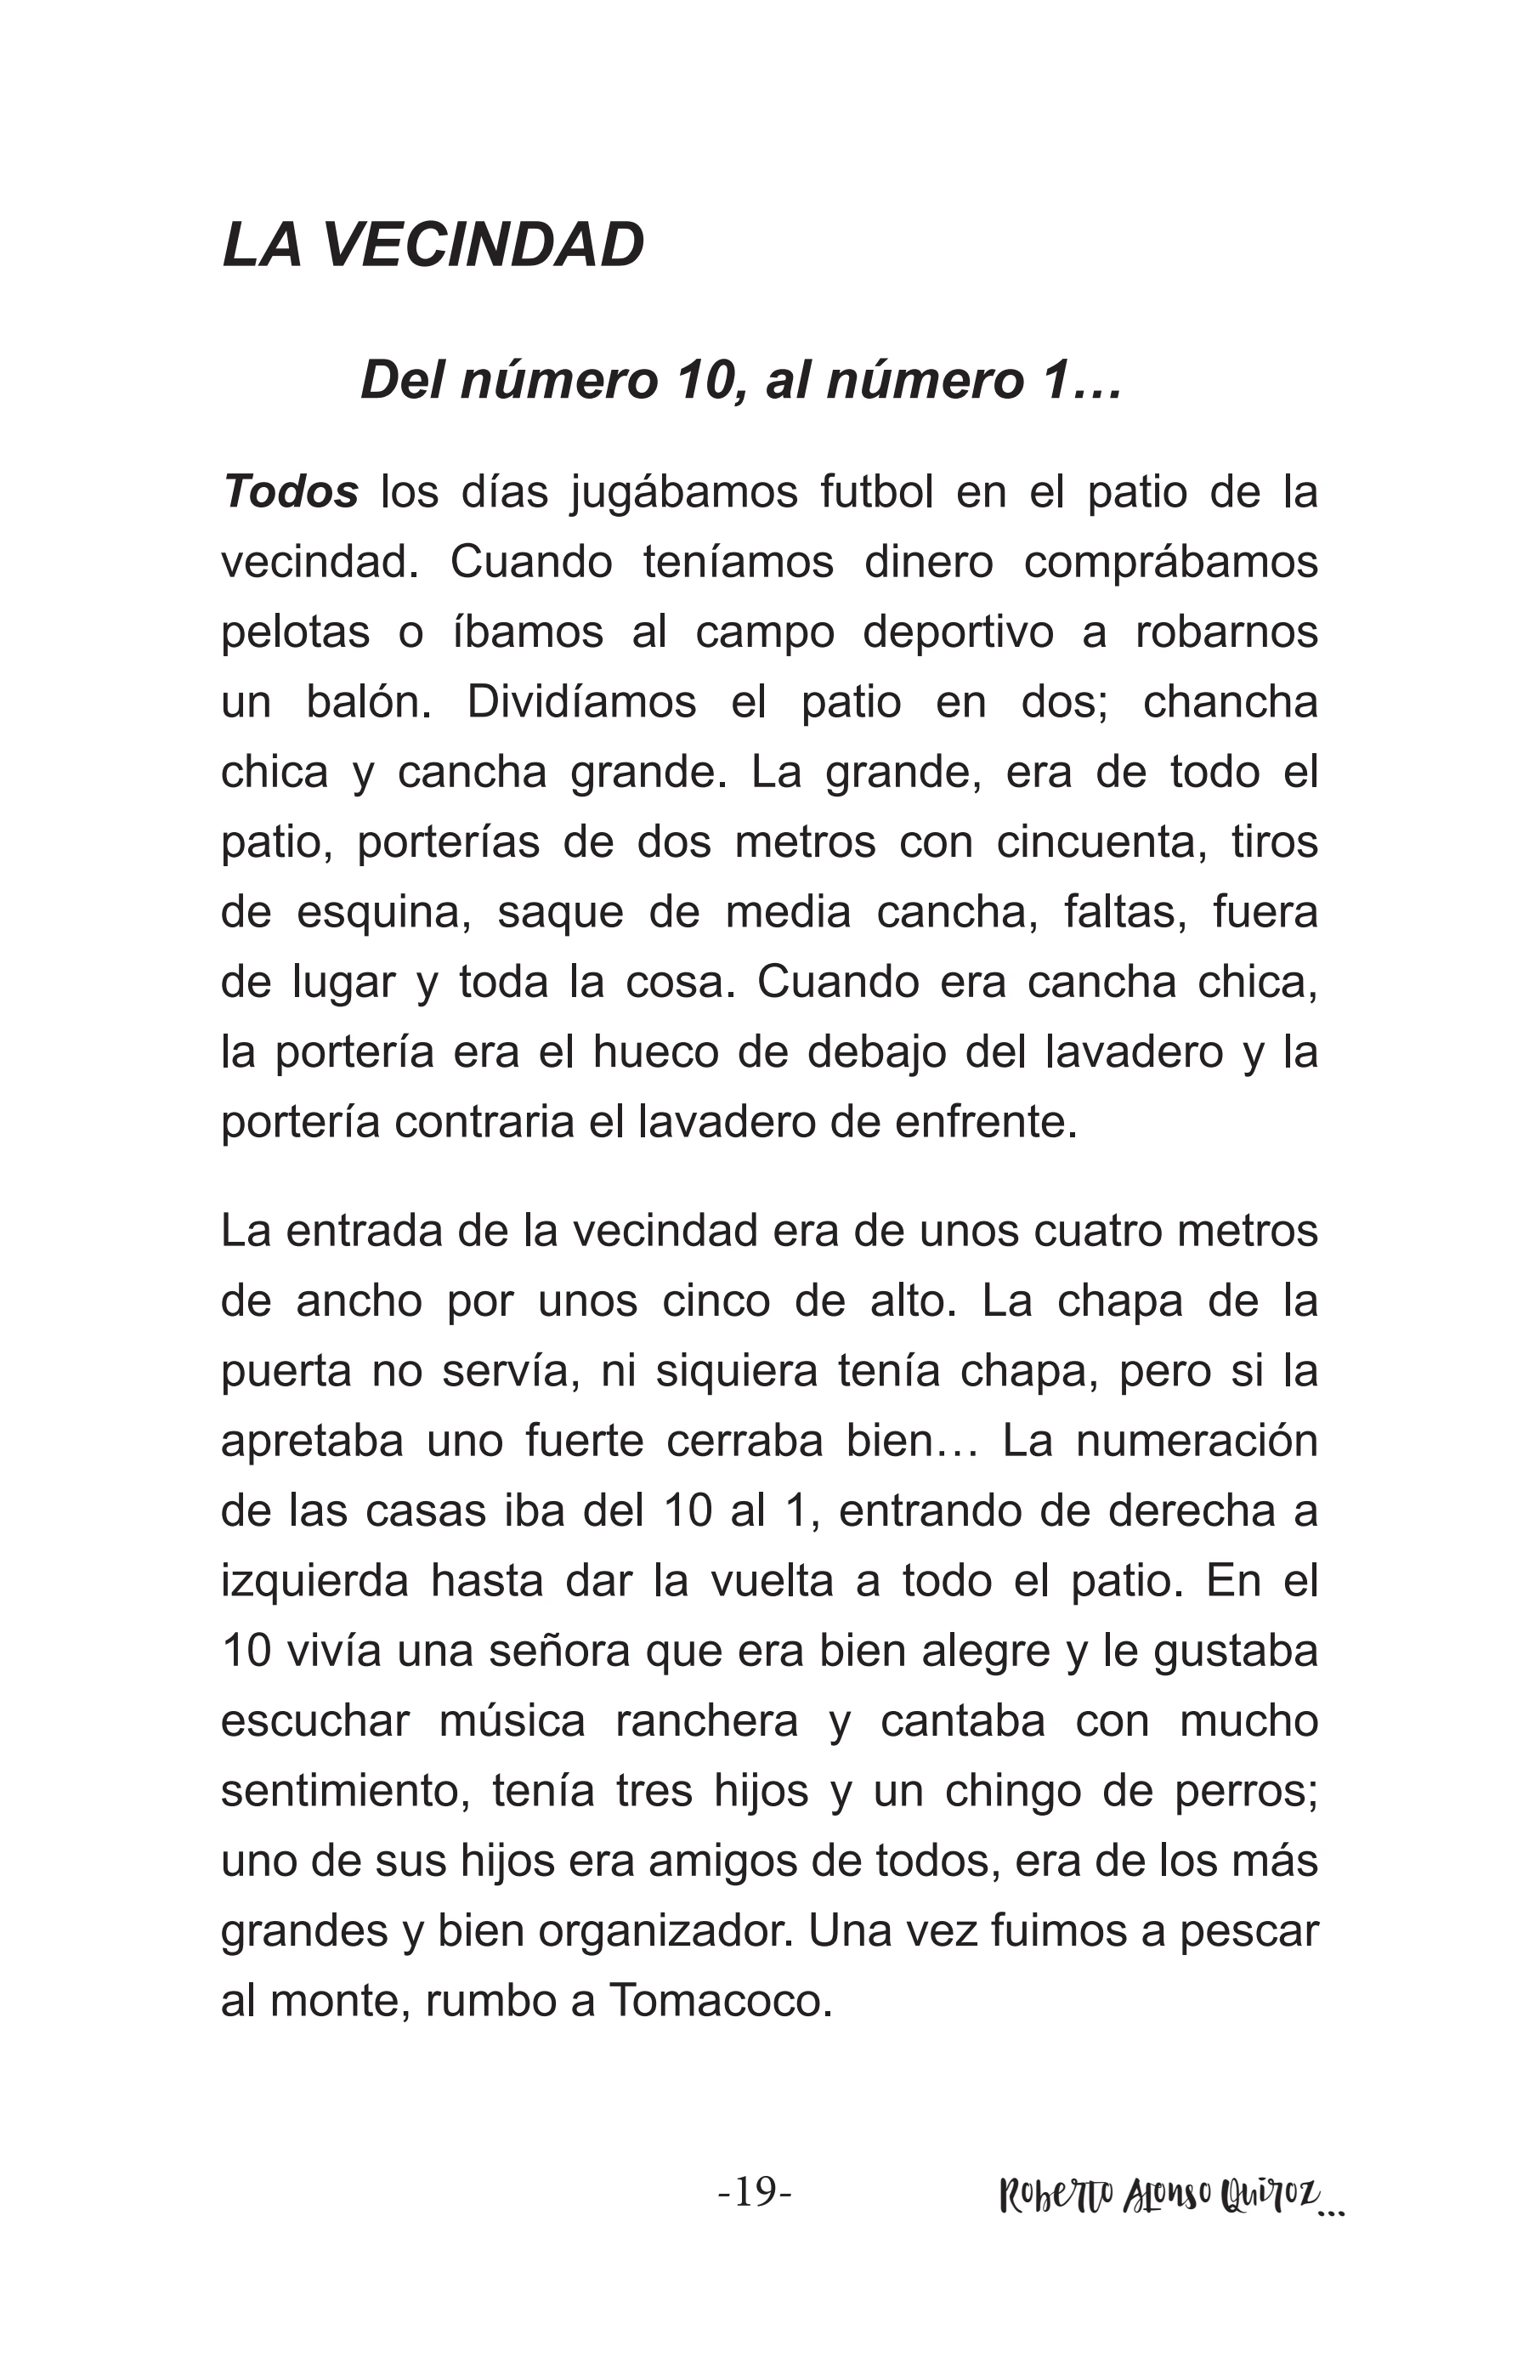 LA VECINDAD
Del número 10, al número 1…
Todos los días jugábamos futbol en el patio de la
vecindad. Cuando teníamos dinero comprábamos
pelotas o íbamos al campo deportivo a robarnos
un balón. Dividíamos el patio en dos; chancha
chica y cancha grande. La grande, era de todo el
patio, porterías de dos metros con cincuenta, tiros
de esquina, saque de media cancha, faltas, fuera
de lugar y toda la cosa. Cuando era cancha chica,
la portería era el hueco de debajo del lavadero y la
portería contraria el lavadero de enfrente.
La entrada de la vecindad era de unos cuatro metros
de ancho por unos cinco de alto. La chapa de la
puerta no servía, ni siquiera tenía chapa, pero si la
apretaba uno fuerte cerraba bien… La numeración
de las casas iba del 10 al 1, entrando de derecha a
izquierda hasta dar la vuelta a todo el patio. En el
10 vivía una señora que era bien alegre y le gustaba
escuchar música ranchera y cantaba con mucho
sentimiento, tenía tres hijos y un chingo de perros;
uno de sus hijos era amigos de todos, era de los más
grandes y bien organizador. Una vez fuimos a pescar
al monte, rumbo a Tomacoco.
-19-
Roberto Alonso Quiroz...